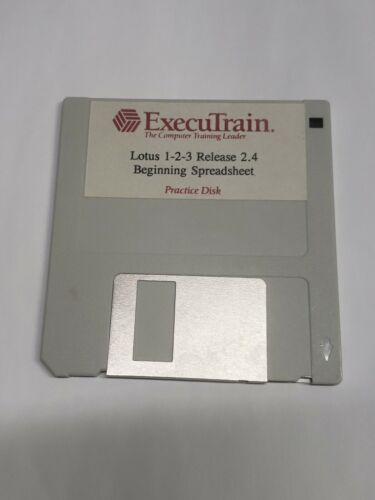 ExecuTrain.
The Computer Training Leader
Lotus 1-2-3 Release 2.4
Beginning Spreadsheet
Practice Disk